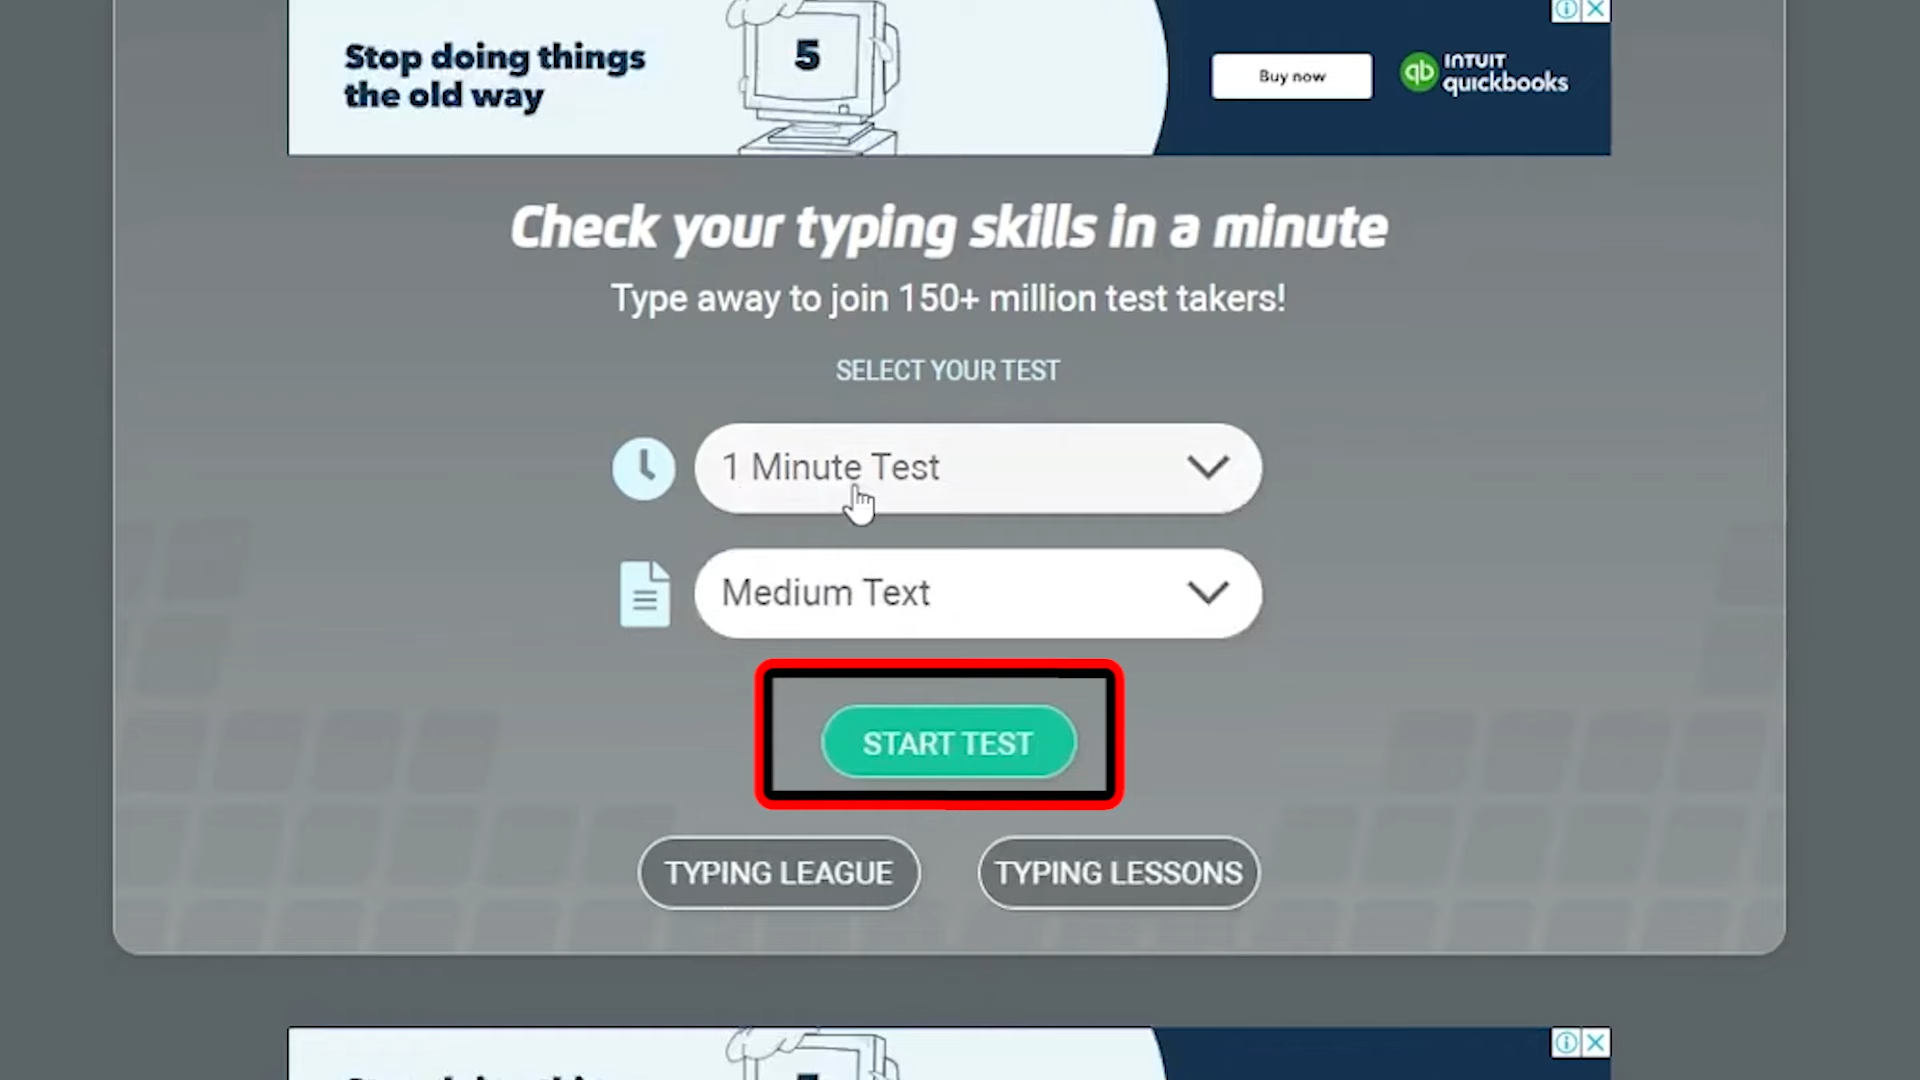 Stop doing things
the old way
5
Buy now
qb INTUIT
quickbooks
Check your typing skills in a minute
Type away to join 150+ million test takers!
SELECT YOUR TEST
1 Minute Test
Medium Text
START TEST
TYPING LEAGUE
TYPING LESSONS